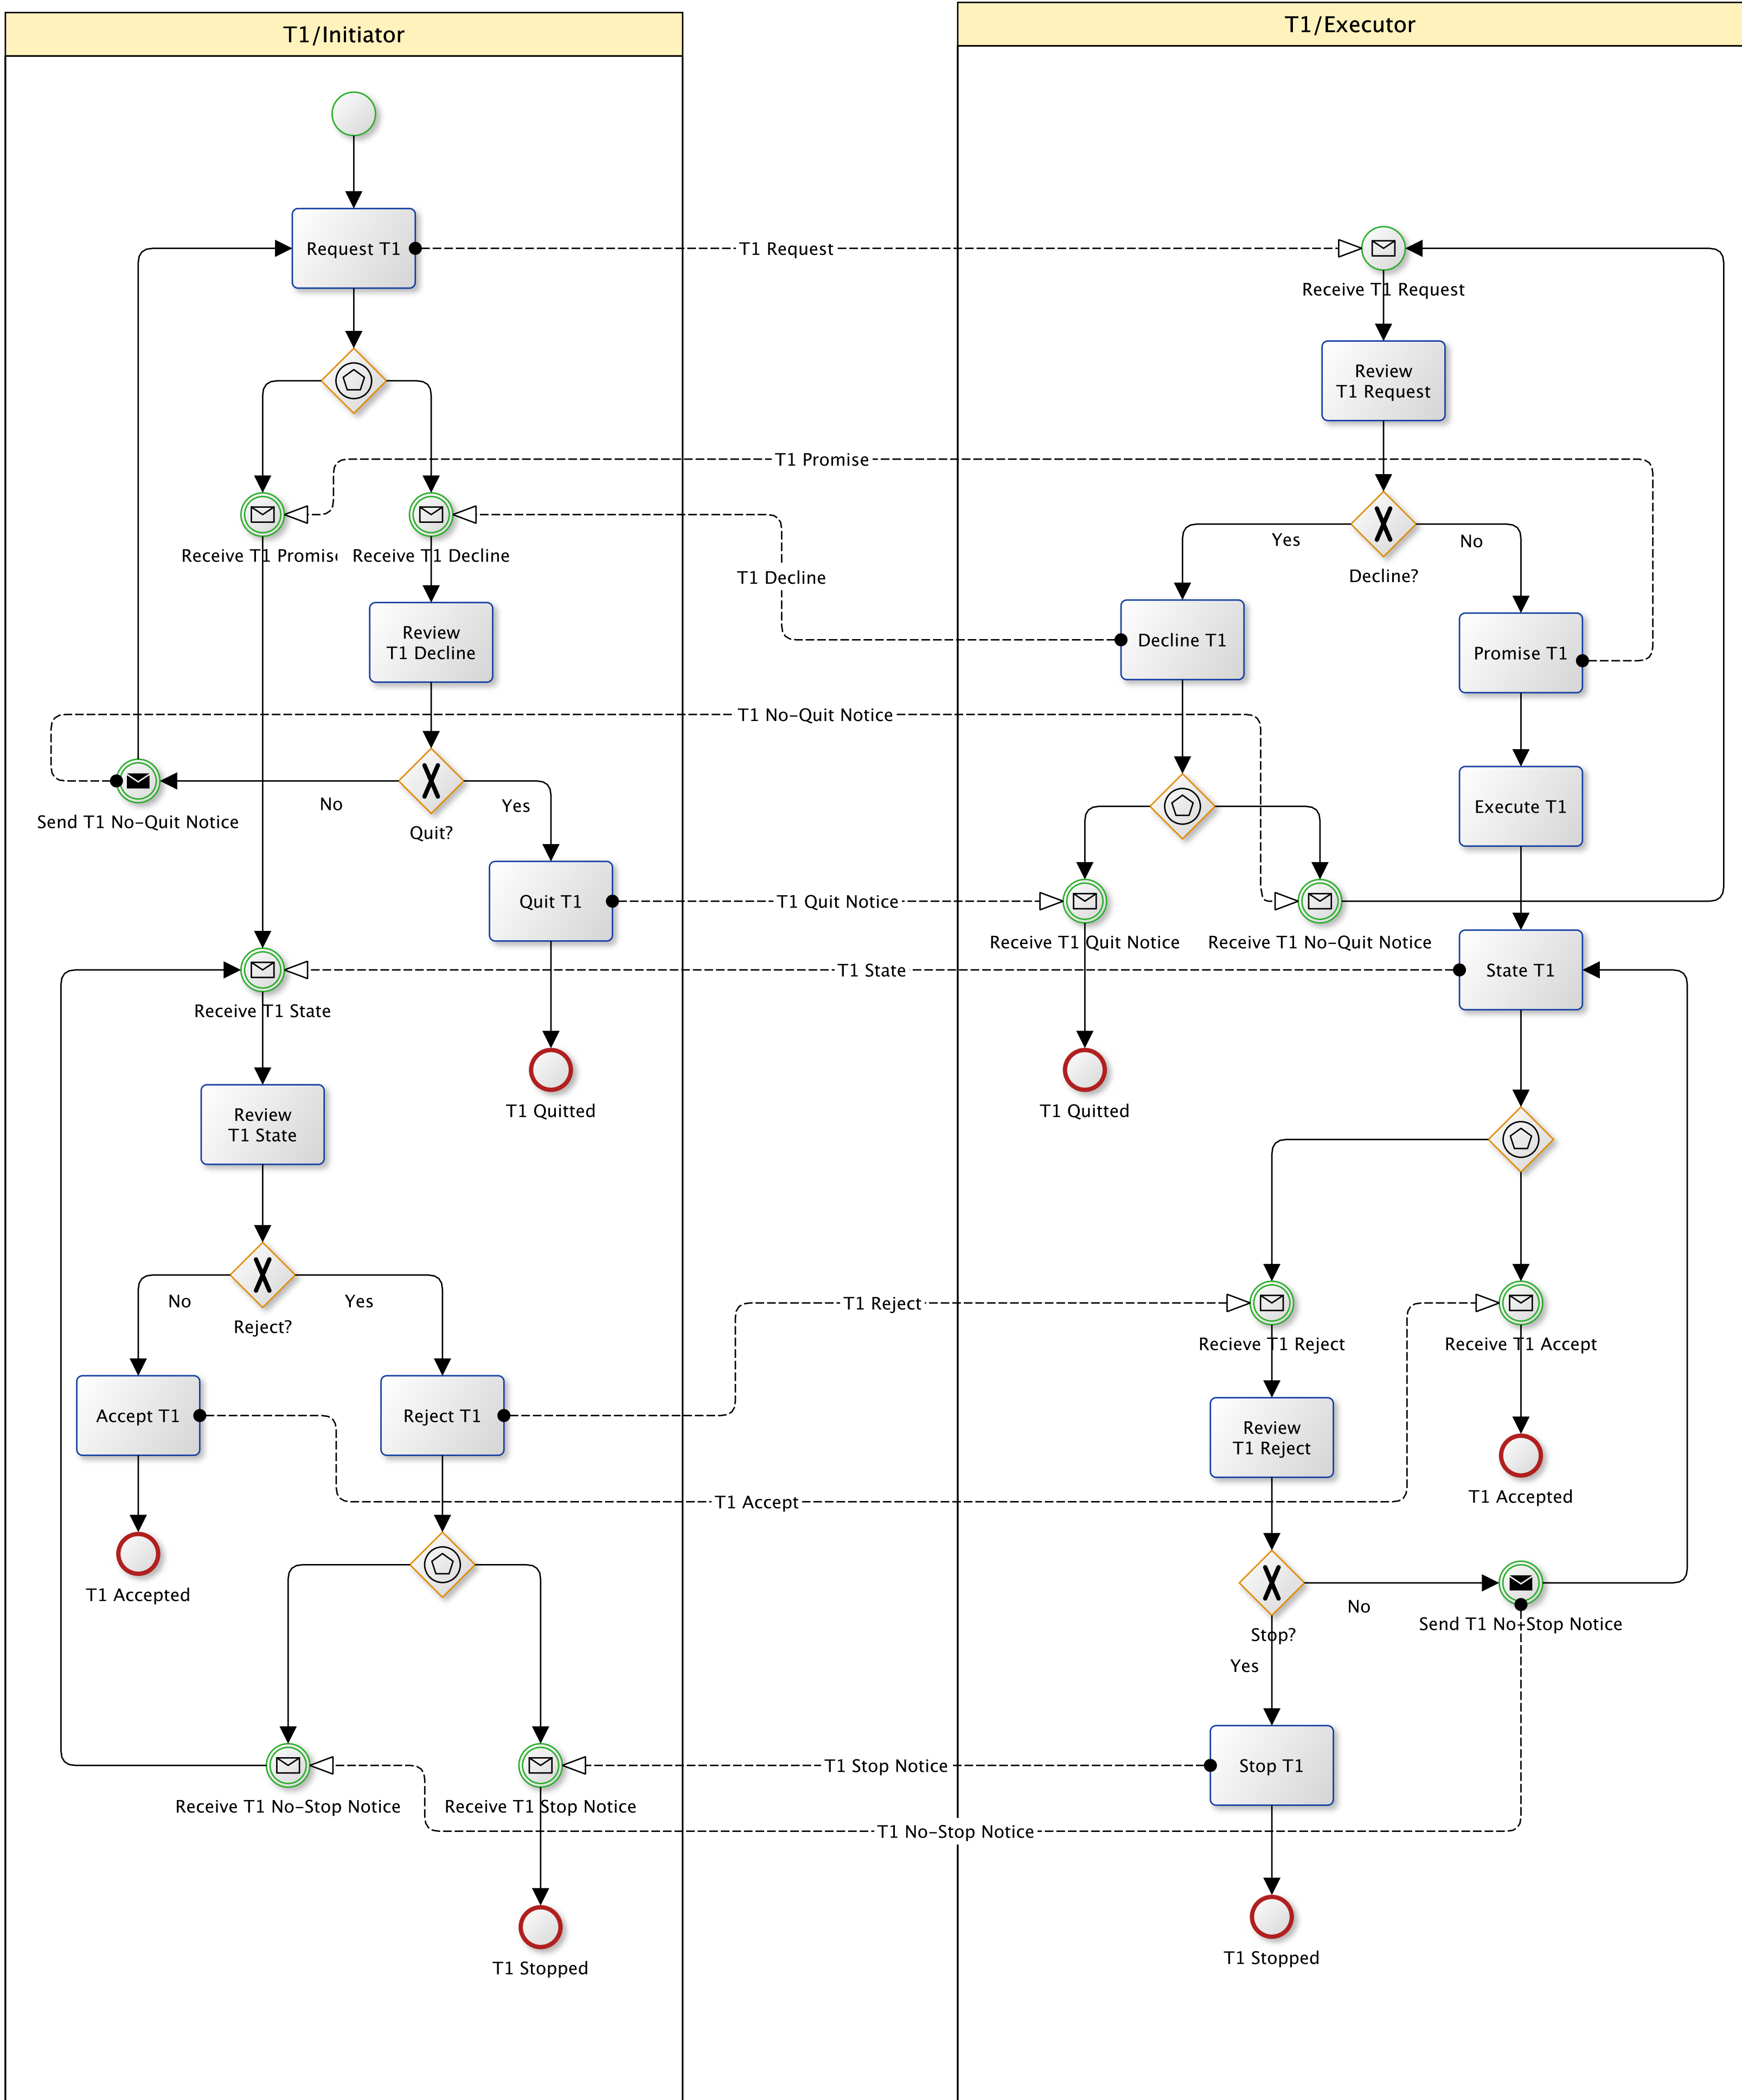 T1/Initiator
T1/Executor
Request T1
T1 Request
Receive T1 Request
Review
T1 Request
T1 Promise
Receive T1 Promise
Receive T1 Decline
Yes
No
Decline?
T1 Decline
Review
T1 Decline
Decline T1
Promise T1
T1 No-Quit Notice
Send T1 No-Quit Notice
No
Yes
Quit?
Execute T1
Quit T1
T1 Quit Notice
Receive T1 Quit Notice
Receive T1 No-Quit Notice
T1 State
State T1
Receive T1 State
T1 Quitted
T1 Quitted
Review
T1 State
No
Yes
Reject?
T1 Reject
Recieve T1 Reject
Receive T1 Accept
Accept T1
Reject T1
Review
T1 Reject
T1 Accept
T1 Accepted
T1 Accepted
No
Send T1 No-Stop Notice
Stop?
Yes
T1 Stop Notice
Stop T1
Receive T1 No-Stop Notice
Receive T1 Stop Notice
T1 No-Stop Notice
T1 Stopped
T1 Stopped